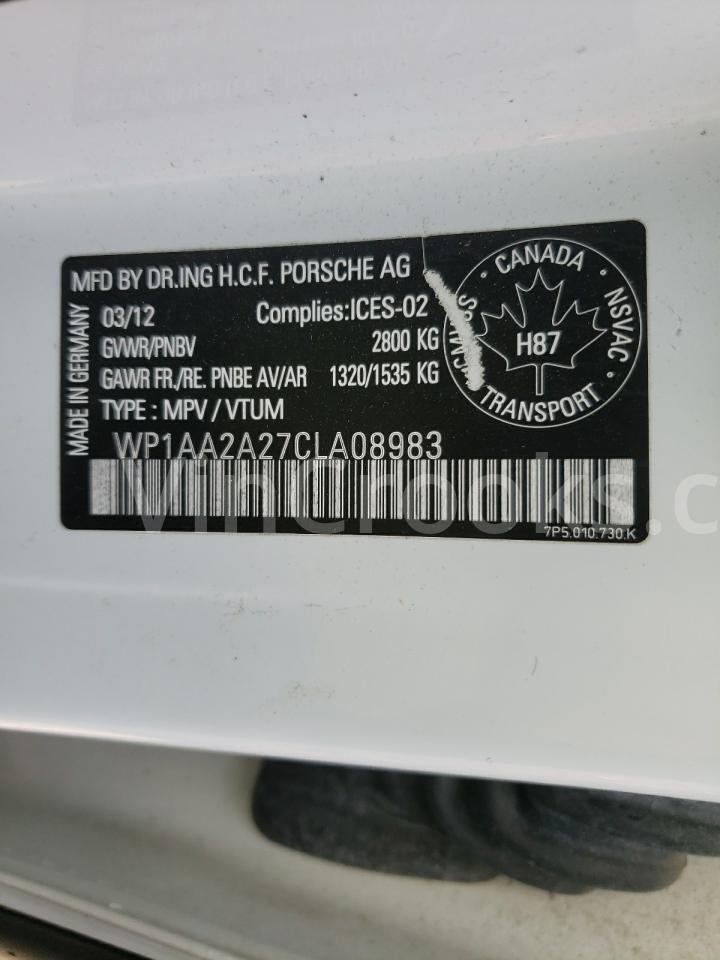 MADE IN GERMANY
MFD BY DR.ING H.C.F. PORSCHE AG
03/12 Complies:ICES-02
GVWR/PNBV 2800 KG
GAWR FR,/RE. PNBE AV/AR 1320/1535 KG
TYPE : MPV / VTUM
WP1AA2A27CLA08983
7P5.010.730.K
· CANADA · NSVAC · TRANSPORT ·
H87
VinCrooks.c